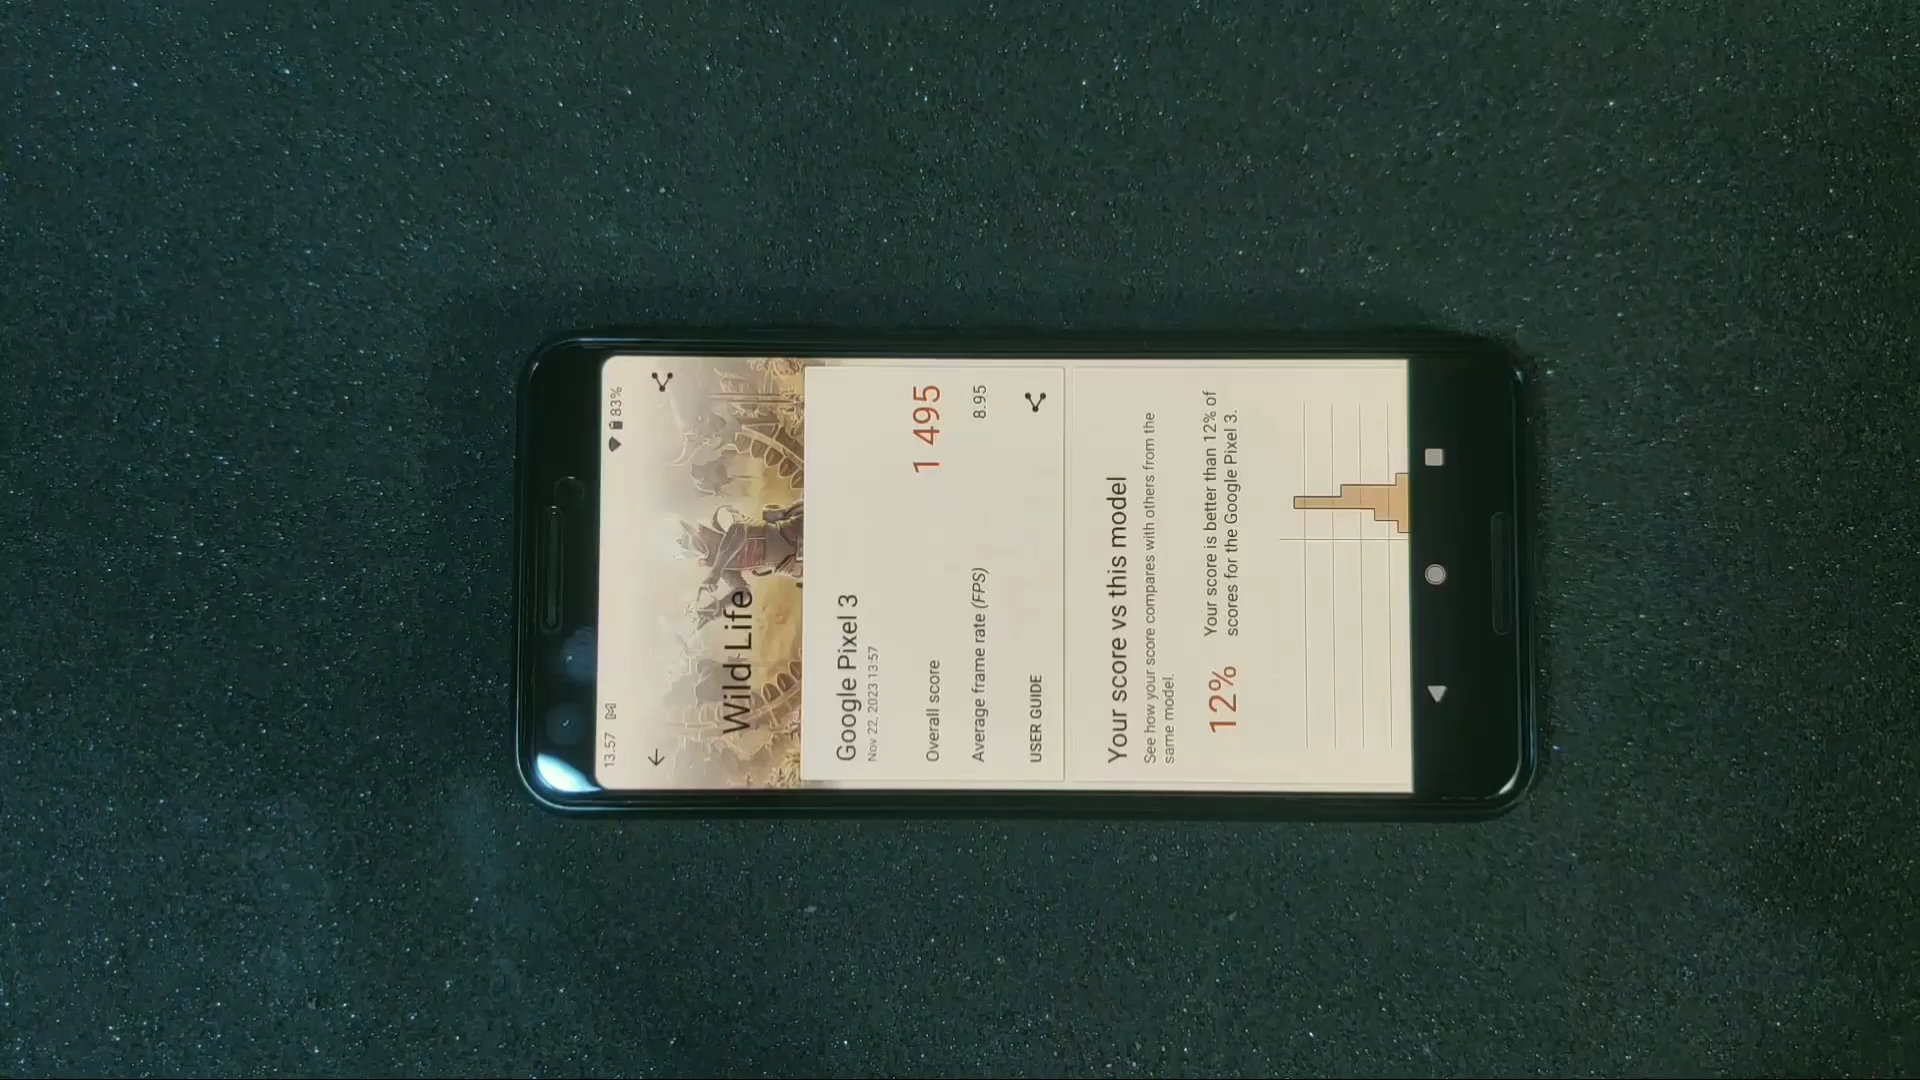 13.57
83%
Wild Life
Google Pixel 3
Nov 22, 2023 13:57
Overall score
1 495
Average frame rate (FPS)
8.95
USER GUIDE
Your score vs this model
See how your score compares with others from the
same model.
12%
Your score is better than 12% of
scores for the Google Pixel 3.